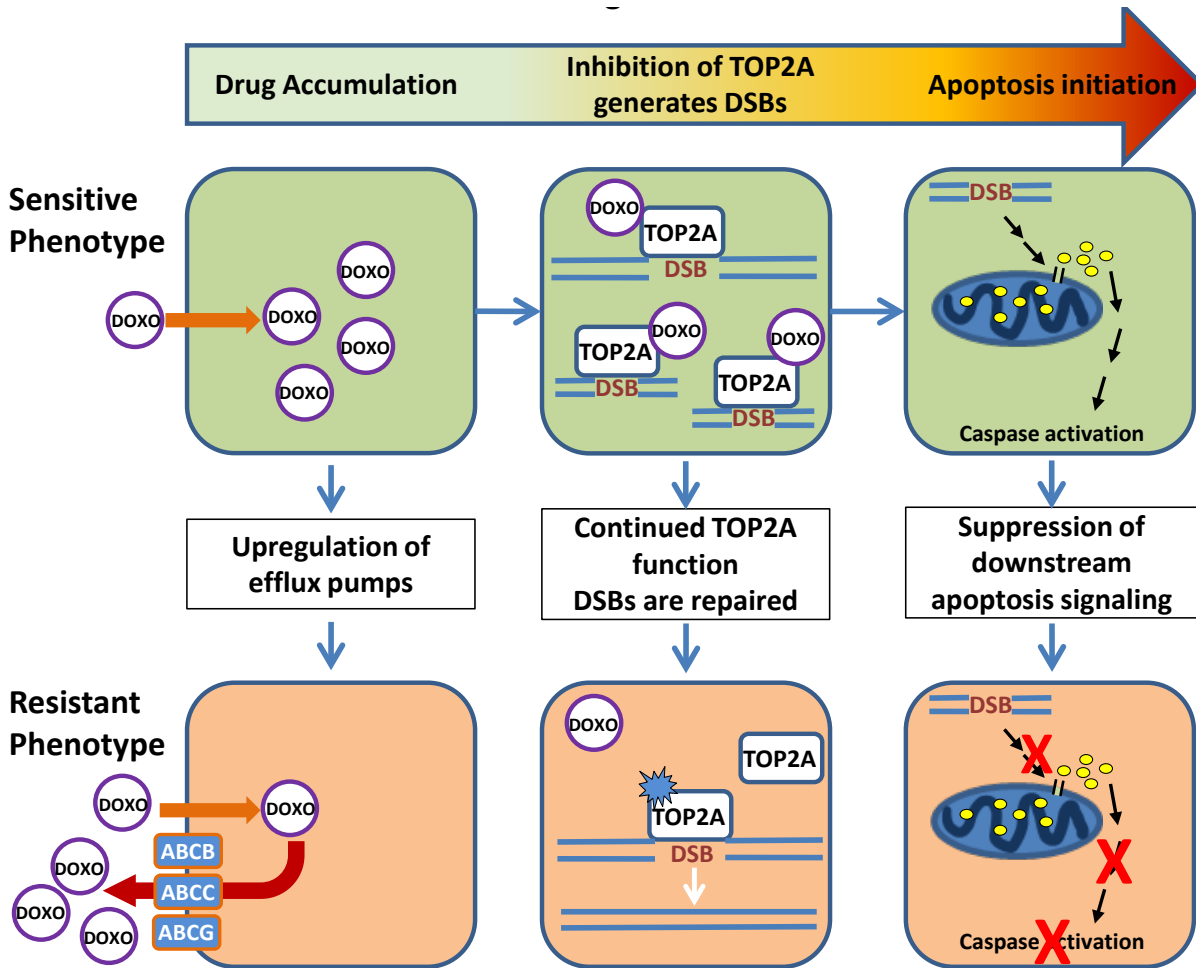 Drug Accumulation
Inhibition of TOP2A
generates DSBs
Apoptosis initiation
Sensitive
Phenotype
DOXO
DOXO
DOXO
DOXO
DOXO
DOXO
TOP2A
DSB
DOXO
TOP2A
DSB
DOXO
TOP2A
DSB
DSB
Caspase activation
Upregulation of
efflux pumps
Continued TOP2A
function
DSBs are repaired
Suppression of
downstream
apoptosis signaling
Resistant
Phenotype
DOXO
DOXO
ABCB
ABCC
ABCG
DOXO
DOXO
DOXO
DOXO
TOP2A
TOP2A
DSB
DSB
X
X
Caspase X ctivation